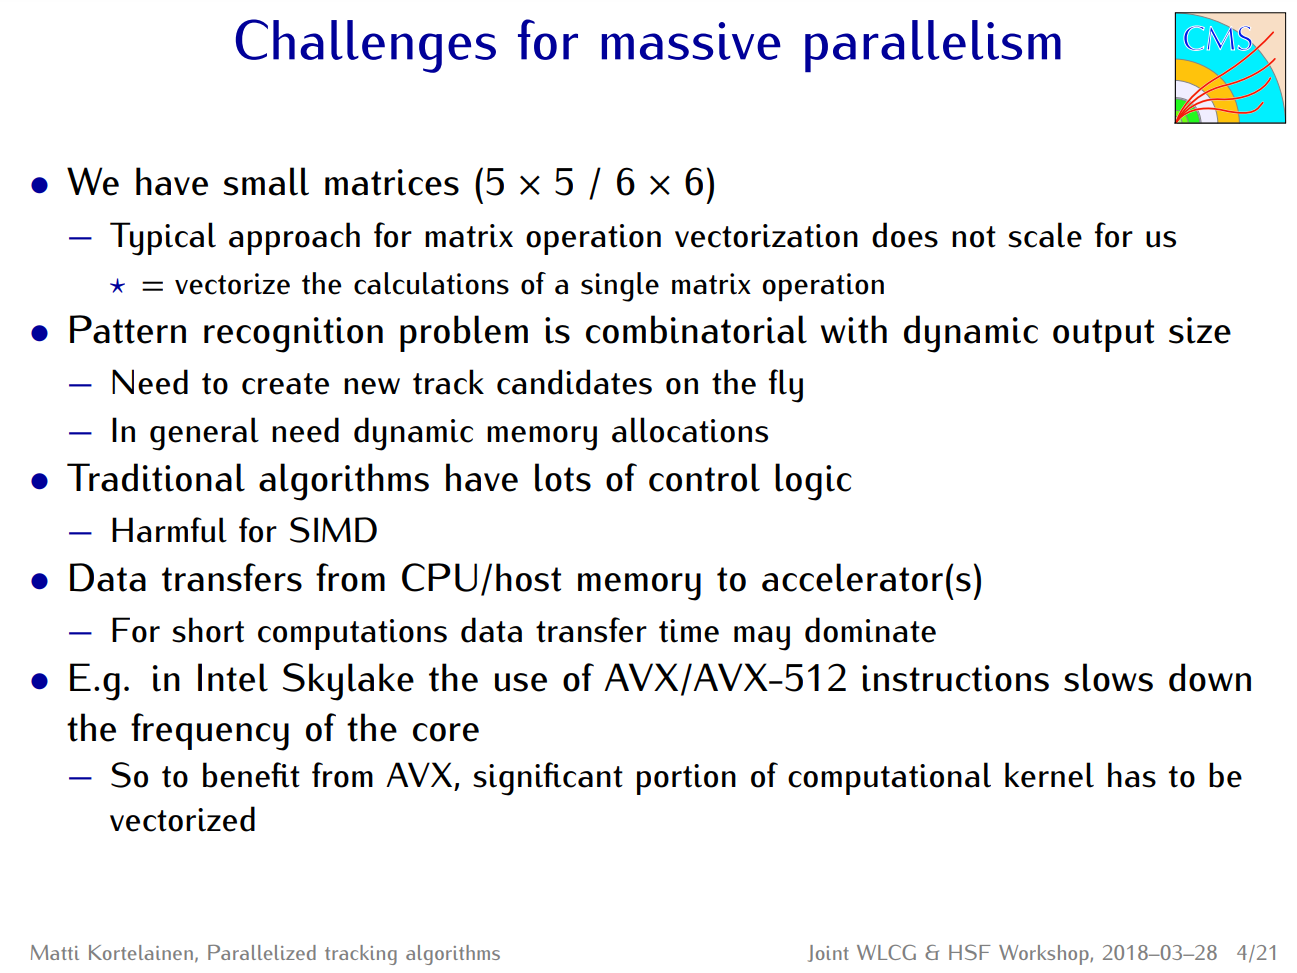 Challenges for massive parallelism
CMS
• We have small matrices (5 × 5 / 6 × 6)
– Typical approach for matrix operation vectorization does not scale for us
⋆ = vectorize the calculations of a single matrix operation
• Pattern recognition problem is combinatorial with dynamic output size
– Need to create new track candidates on the fly
– In general need dynamic memory allocations
• Traditional algorithms have lots of control logic
– Harmful for SIMD
• Data transfers from CPU/host memory to accelerator(s)
– For short computations data transfer time may dominate
• E.g. in Intel Skylake the use of AVX/AVX-512 instructions slows down
the frequency of the core
– So to benefit from AVX, significant portion of computational kernel has to be
vectorized
Matti Kortelainen, Parallelized tracking algorithms
Joint WLCG & HSF Workshop, 2018–03–28 4/21